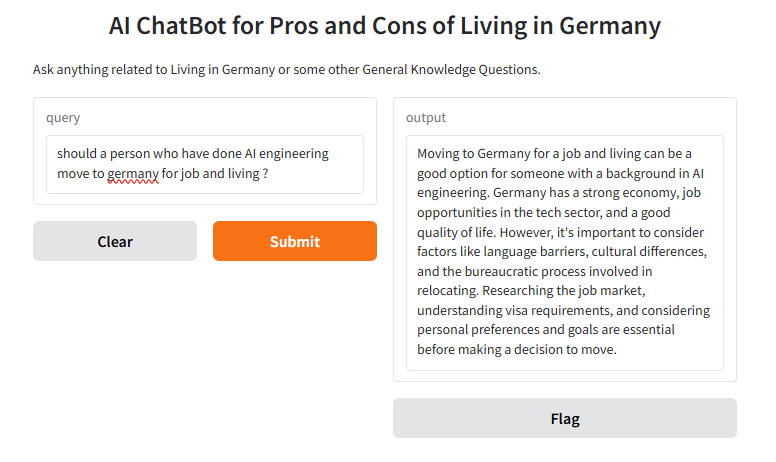 AI ChatBot for Pros and Cons of Living in Germany
Ask anything related to Living in Germany or some other General Knowledge Questions.
query
should a person who have done AI engineering
move to germany for job and living ?
Clear
Submit
output
Moving to Germany for a job and living can be a
good option for someone with a background in AI
engineering. Germany has a strong economy, job
opportunities in the tech sector, and a good
quality of life. However, it's important to consider
factors like language barriers, cultural differences,
and the bureaucratic process involved in
relocating. Researching the job market,
understanding visa requirements, and considering
personal preferences and goals are essential
before making a decision to move.
Flag